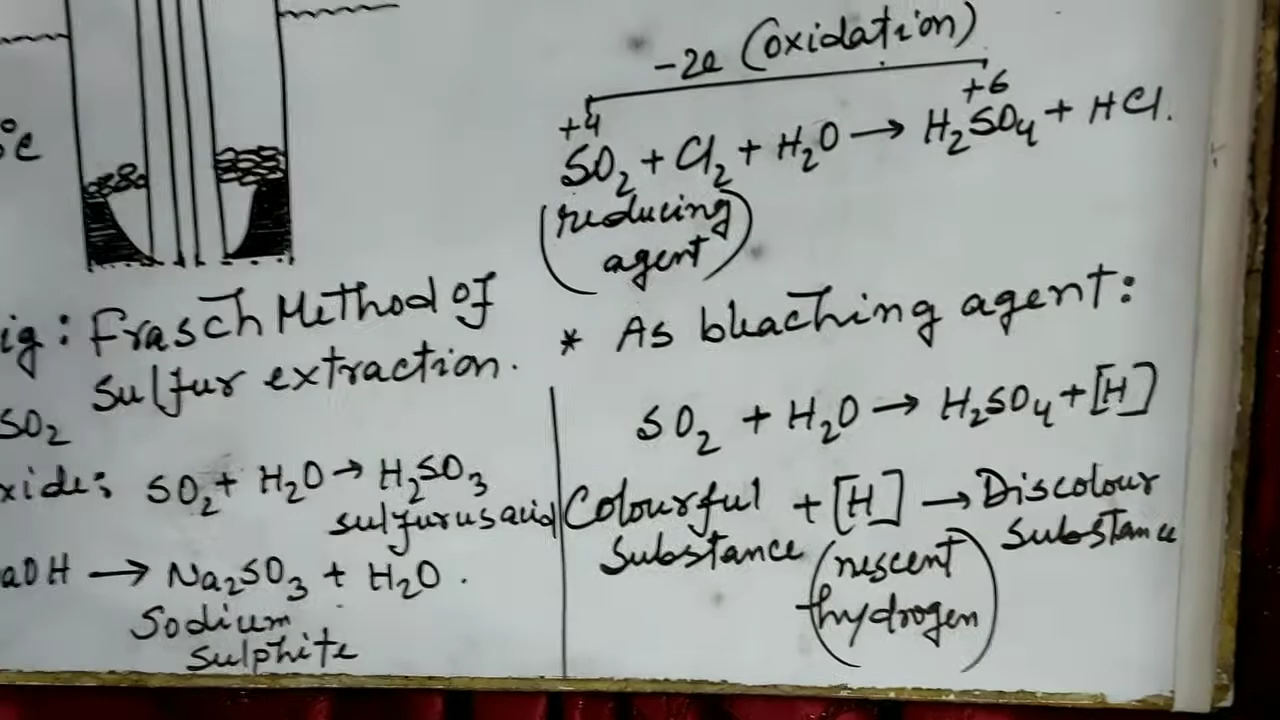 °c
ig: Frasch Method of
sulfur extraction.
SO₂
xide: SO₂ + H₂O → H₂SO₃
sulfurus acid
aOH → Na₂SO₃ + H₂O.
Sodium
Sulphite
-2e (oxidation)
+4 +6
SO₂ + Cl₂ + H₂O → H₂SO₄ + HCl.
(reducing
agent)
* As bleaching agent:
SO₂ + H₂O → H₂SO₄ + [H]
Colourful + [H] → Discolour
Substance (nescent Substance
hydrogen)